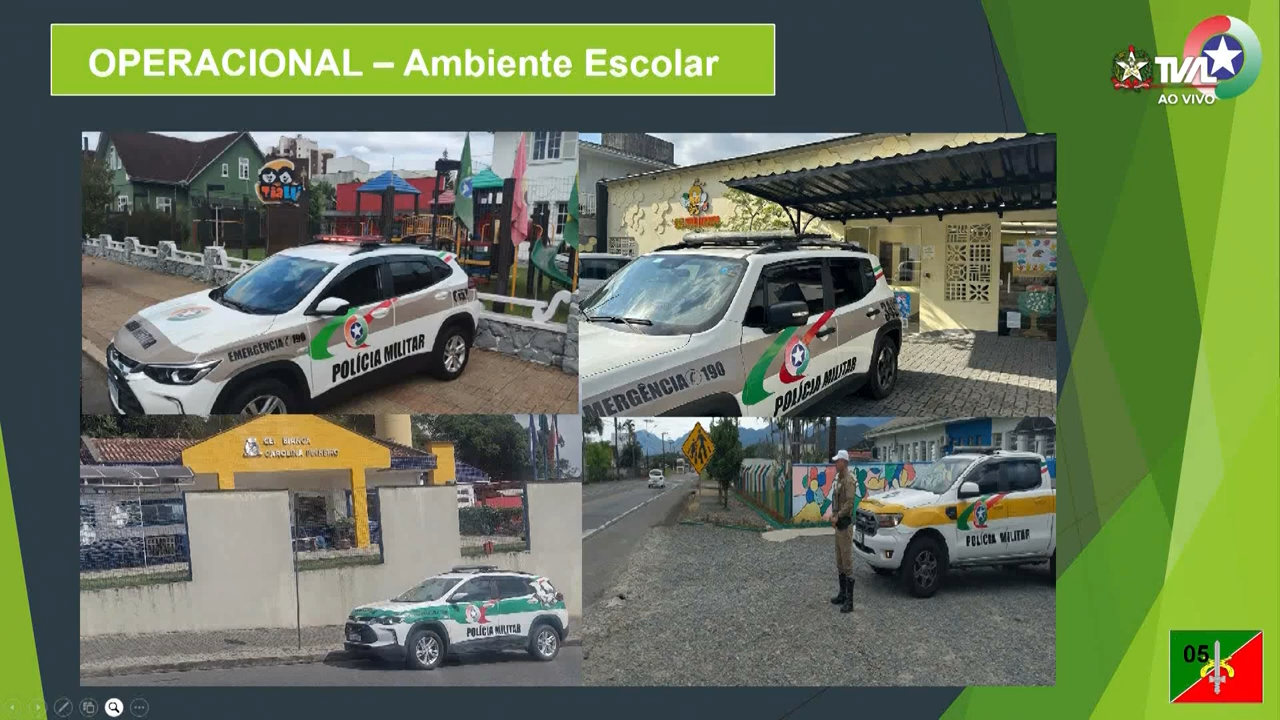 OPERACIONAL – Ambiente Escolar
TVAL
AO VIVO
EMERGÊNCIA 190
POLÍCIA MILITAR
EMERGÊNCIA 190
POLÍCIA MILITAR
CEI BIANCA
CAROLINA PINHEIRO
POLÍCIA MILITAR
POLÍCIA MILITAR
05